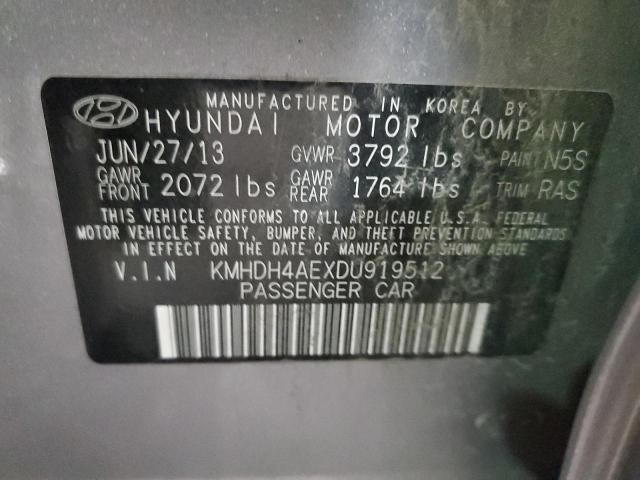 MANUFACTURED IN KOREA BY
HYUNDAI MOTOR COMPANY
JUN/27/13 GVWR 3792 lbs PAINT N5S
GAWR FRONT 2072 lbs GAWR REAR 1764 lbs TRIM RAS
THIS VEHICLE CONFORMS TO ALL APPLICABLE U.S.A. FEDERAL
MOTOR VEHICLE SAFETY, BUMPER, AND THEFT PREVENTION STANDARDS
IN EFFECT ON THE DATE OF MANUFACTURE SHOWN ABOVE
V.I.N KMHDH4AEXDU919512
PASSENGER CAR